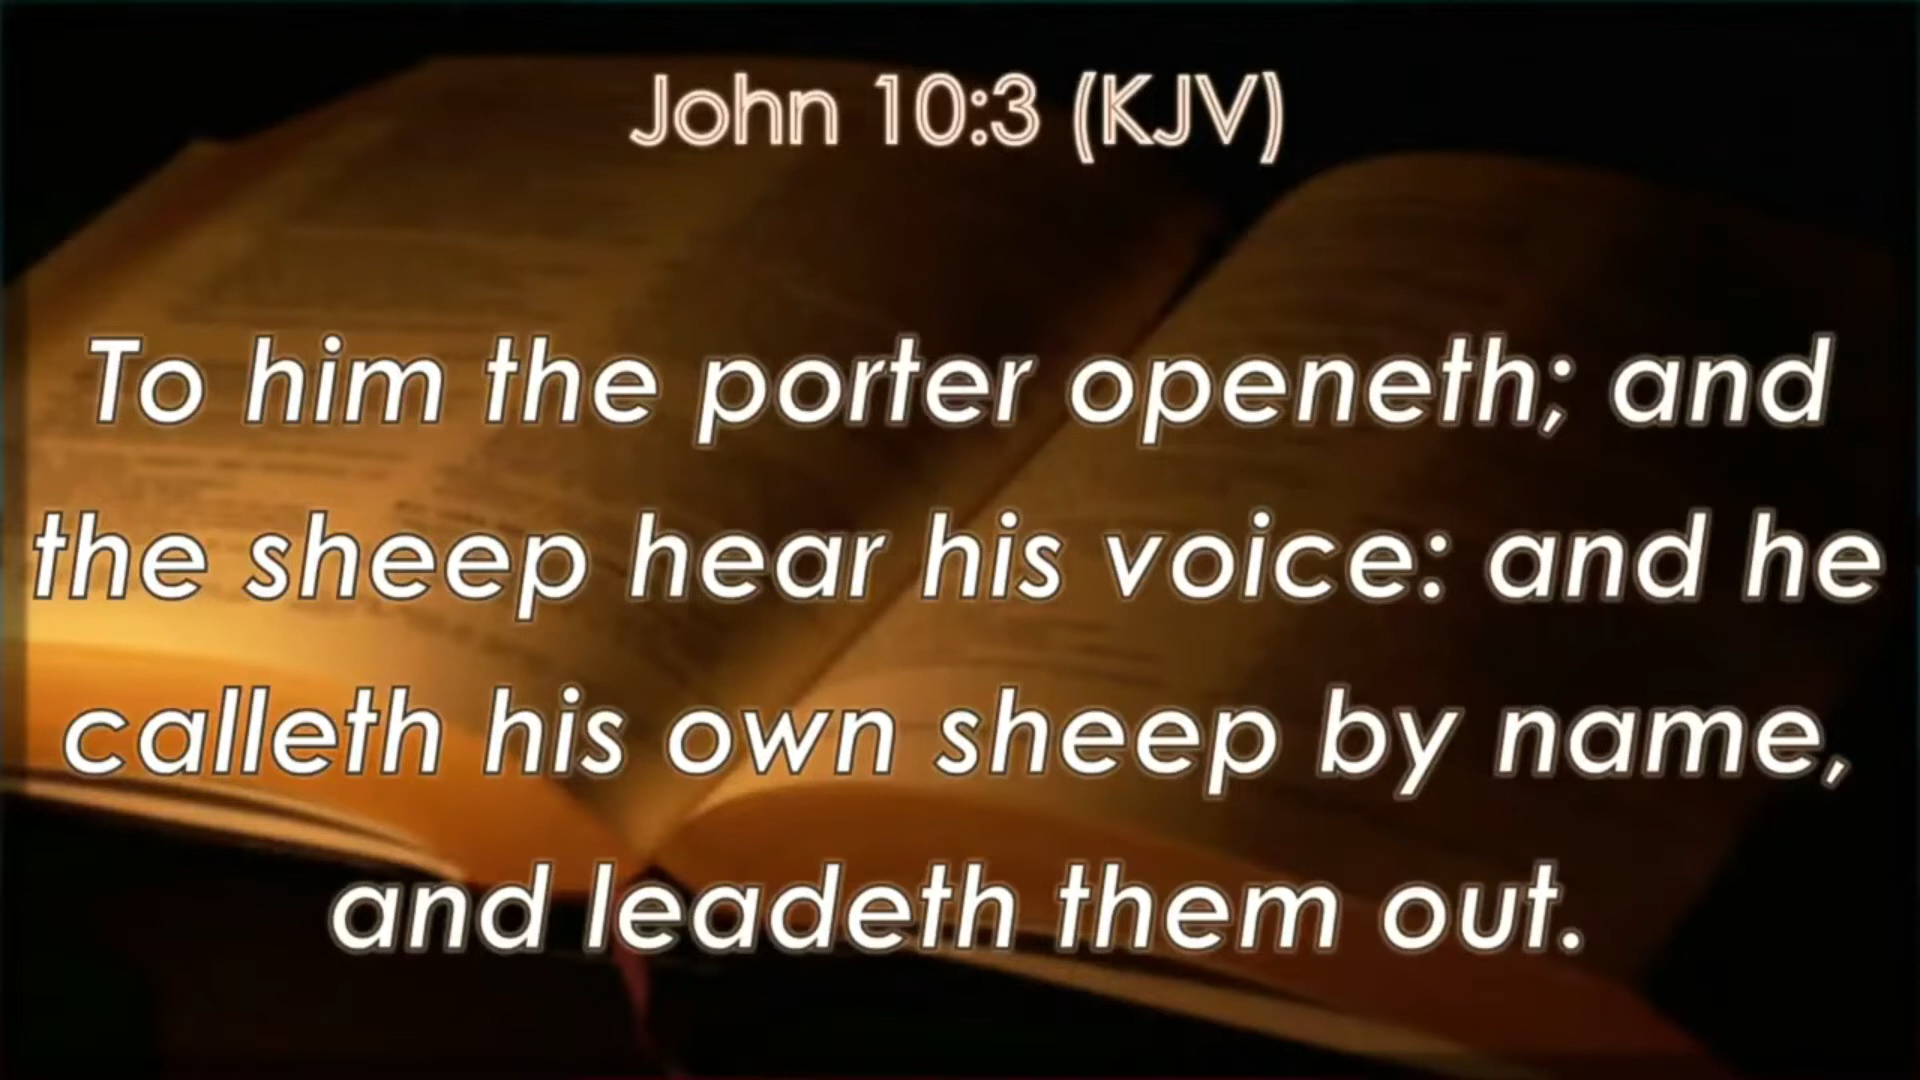 John 10:3 (KJV)
To him the porter openeth; and
the sheep hear his voice: and he
calleth his own sheep by name,
and leadeth them out.